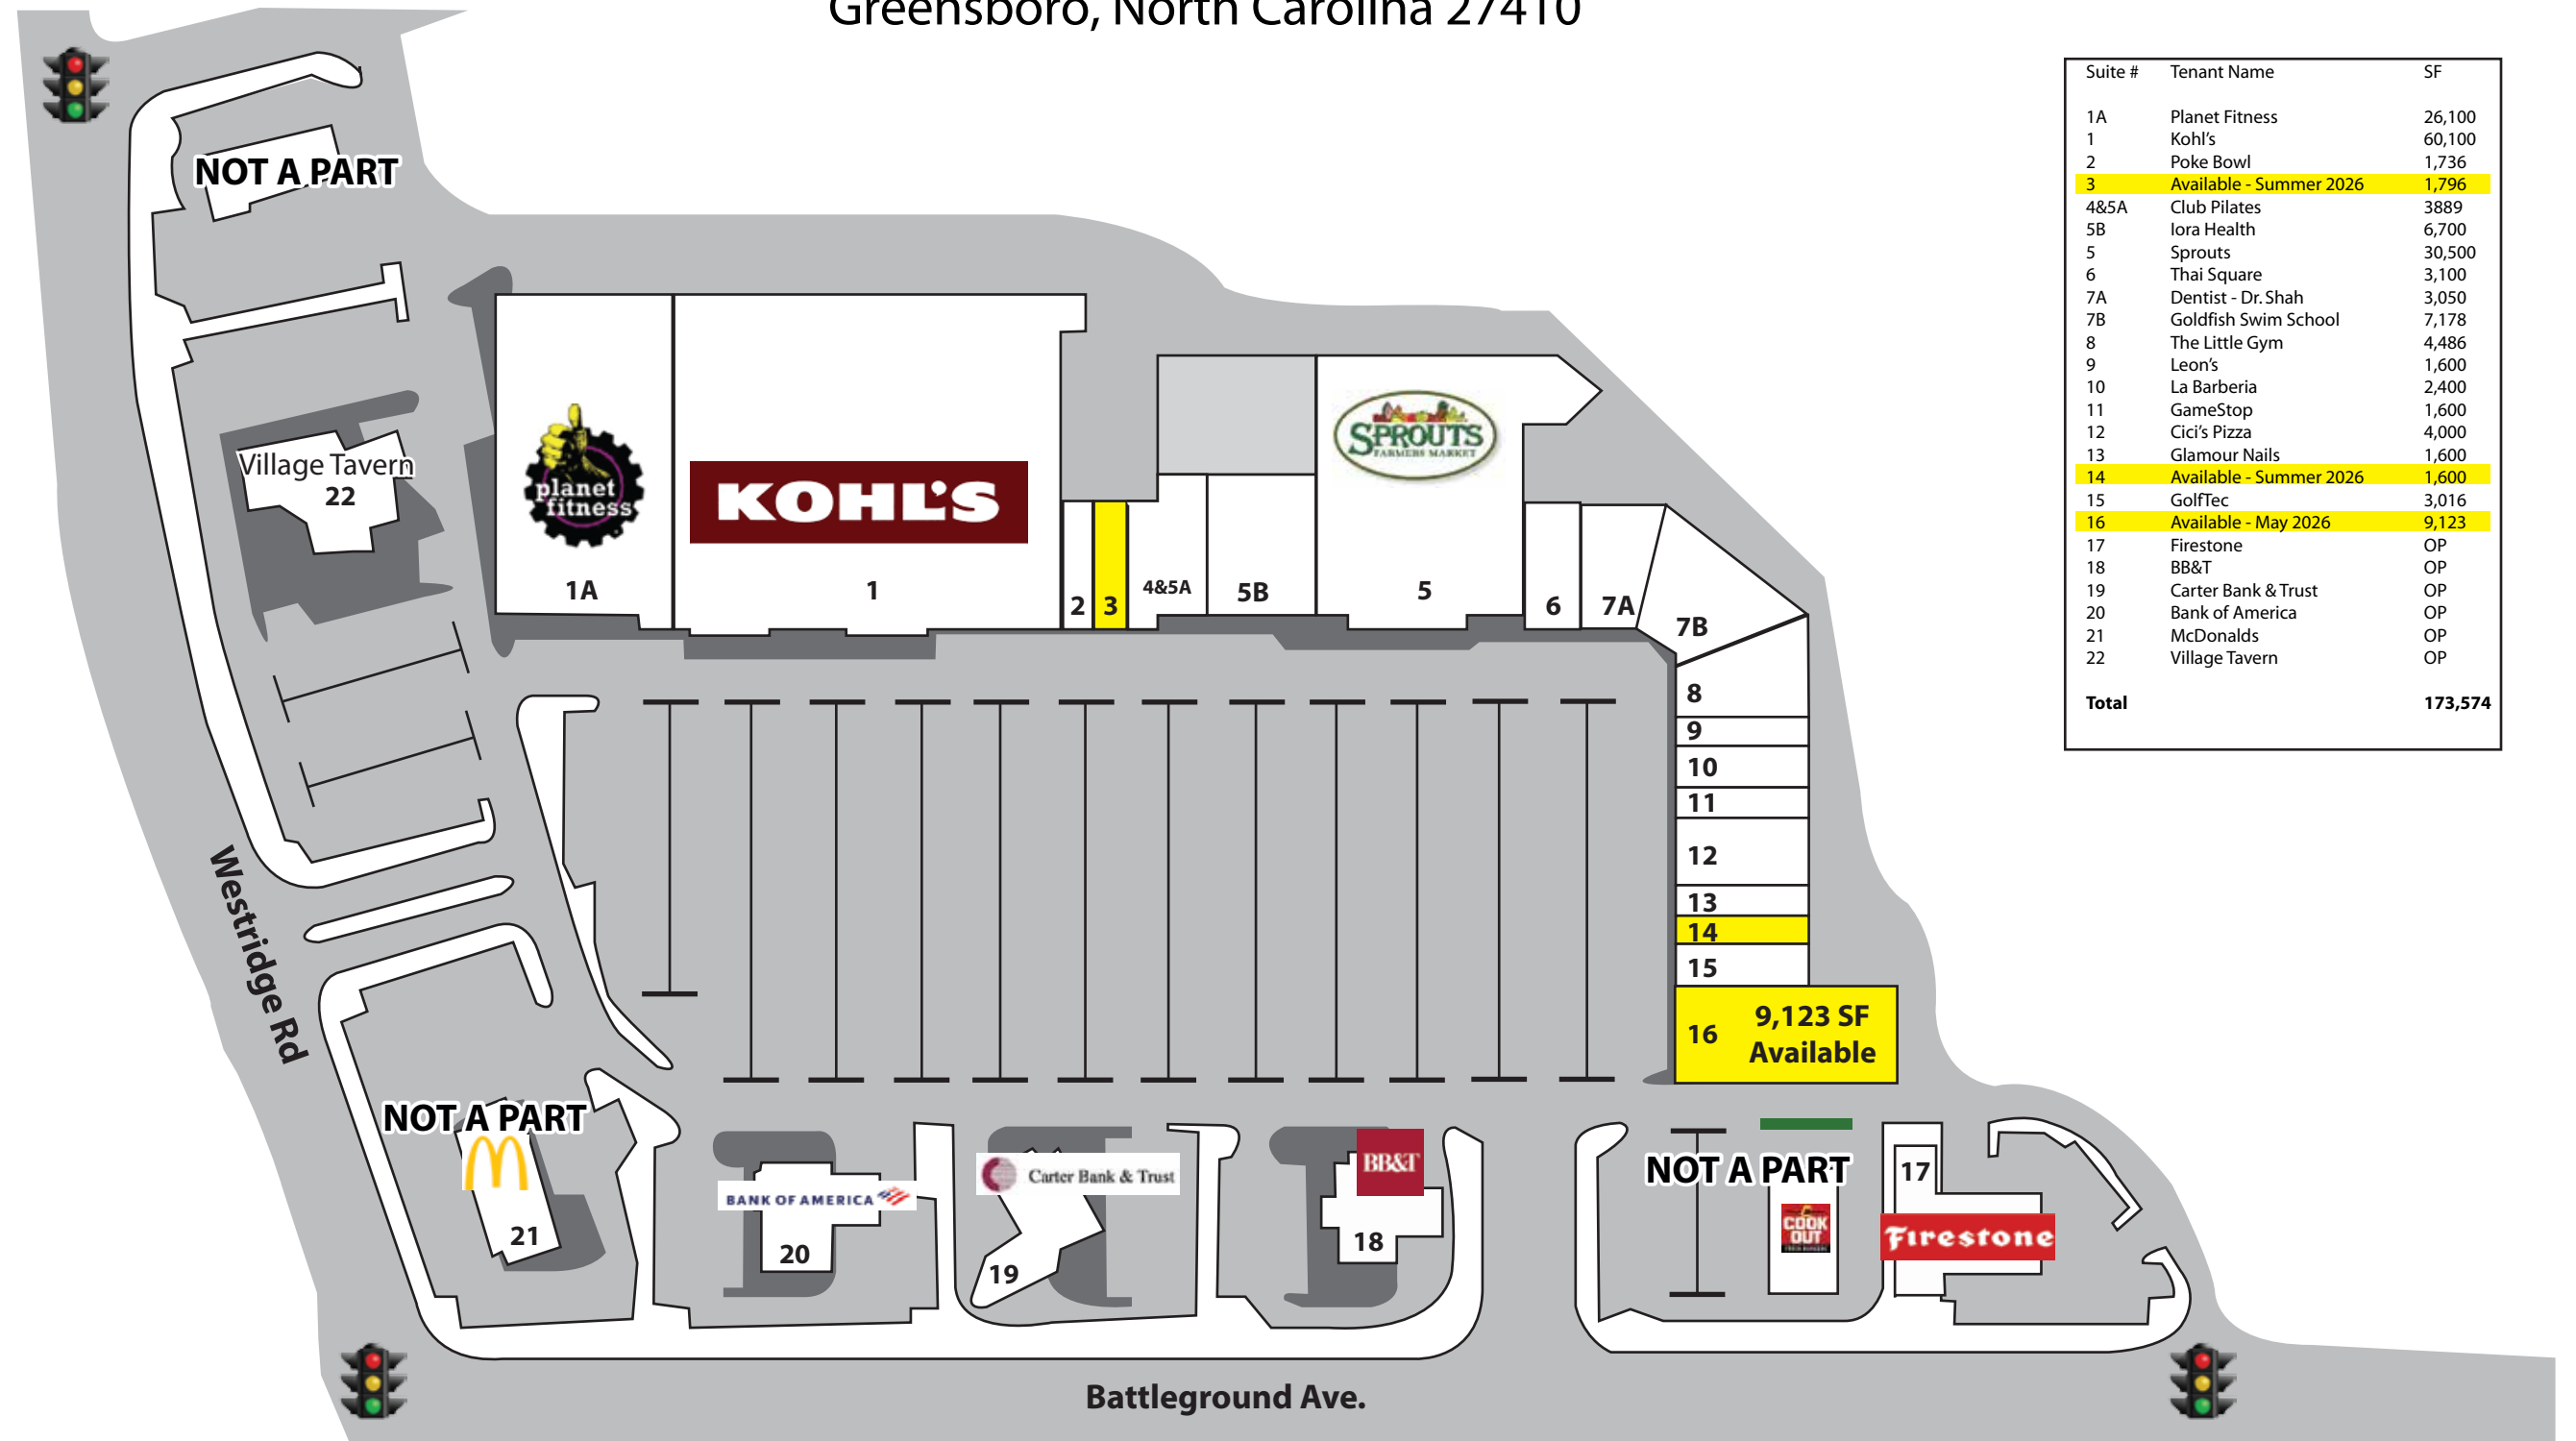 Greensboro, North Carolina 27410
Suite # Tenant Name SF
1A Planet Fitness 26,100
1 Kohl's 60,100
2 Poke Bowl 1,736
3 Available - Summer 2026 1,796
4&5A Club Pilates 3889
5B Iora Health 6,700
5 Sprouts 30,500
6 Thai Square 3,100
7A Dentist - Dr. Shah 3,050
7B Goldfish Swim School 7,178
8 The Little Gym 4,486
9 Leon's 1,600
10 La Barberia 2,400
11 GameStop 1,600
12 Cici's Pizza 4,000
13 Glamour Nails 1,600
14 Available - Summer 2026 1,600
15 GolfTec 3,016
16 Available - May 2026 9,123
17 Firestone OP
18 BB&T OP
19 Carter Bank & Trust OP
20 Bank of America OP
21 McDonalds OP
22 Village Tavern OP
Total 173,574
NOT A PART
Village Tavern
22
planet
fitness
1A
KOHL'S
1
2
3
4&5A
5B
SPROUTS
FARMERS MARKET
5
6
7A
7B
8
9
10
11
12
13
14
15
16
9,123 SF
Available
Westridge Rd
NOT A PART
21
BANK OF AMERICA
20
Carter Bank & Trust
19
BB&T
18
NOT A PART
COOK
OUT
17
Firestone
Battleground Ave.